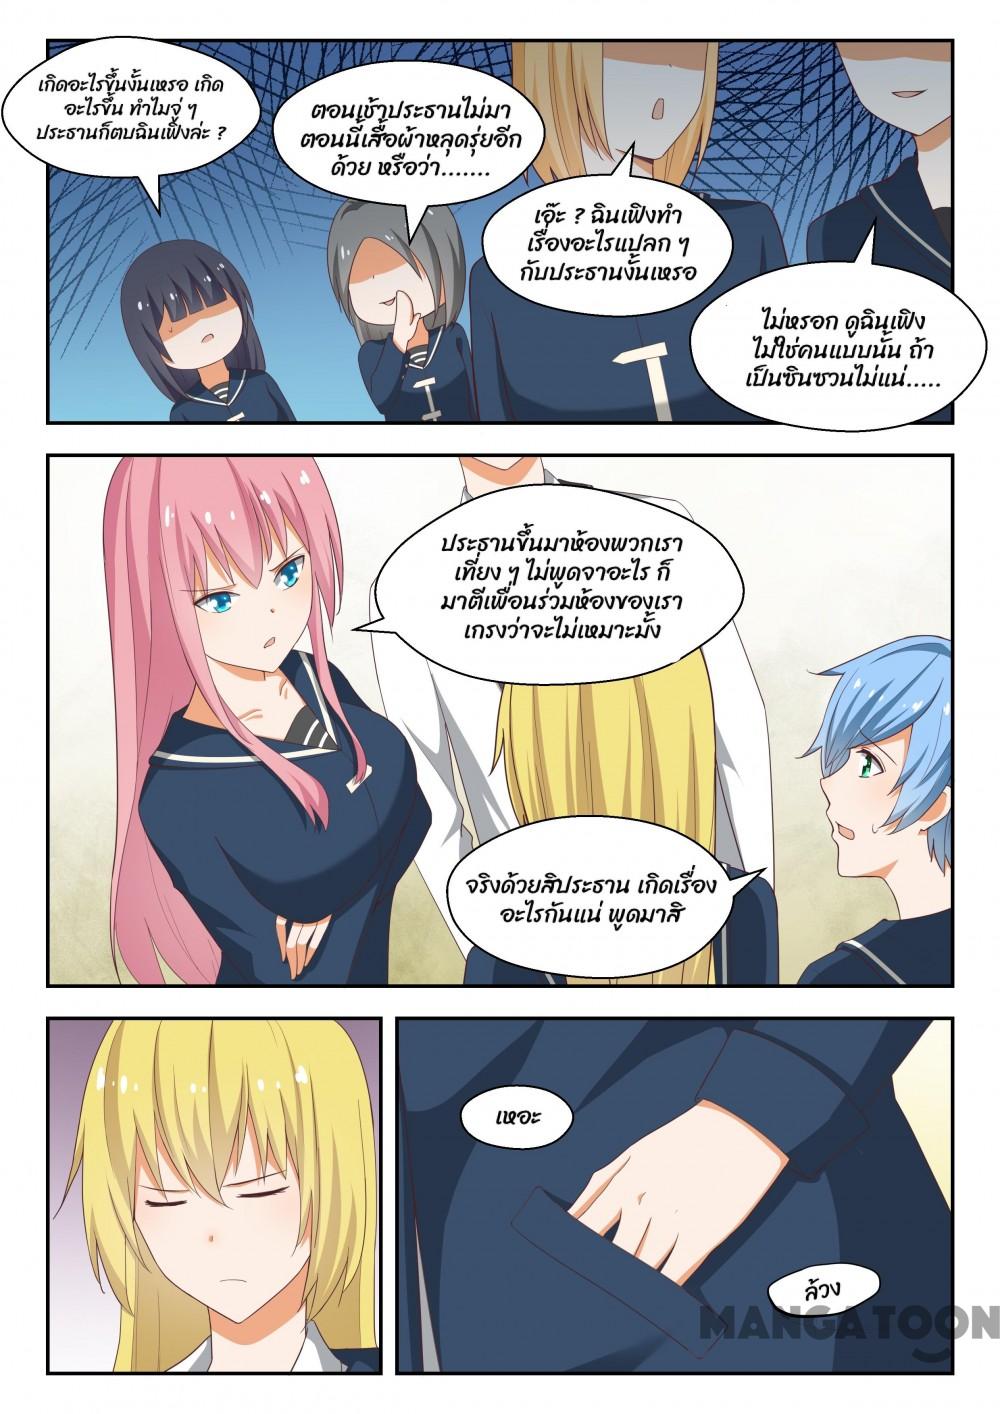 เกิดอะไรขึ้นงั้นเหรอ เกิด
อะไรขึ้น ทำไมจู่ ๆ
ประธานก็ตบฉินเฟิงล่ะ ?
ตอนเช้าประธานไม่มา
ตอนนี้เสื้อผ้าหลุดรุ่ยอีก
ด้วย หรือว่า.......
เอ๊ะ ? ฉินเฟิงทำ
เรื่องอะไรแปลก ๆ
กับประธานงั้นเหรอ
ไม่หรอก ดูฉินเฟิง
ไม่ใช่คนแบบนั้น ถ้า
เป็นซินซวนไม่แน่.....
ประธานขึ้นมาห้องพวกเรา
เที่ยง ๆ ไม่พูดจาอะไร ก็
มาตีเพื่อนร่วมห้องของเรา
เกรงว่าจะไม่เหมาะมั้ง
จริงด้วยสิประธาน เกิดเรื่อง
อะไรกันแน่ พูดมาสิ
เหอะ
ล้วง
MANGATOON